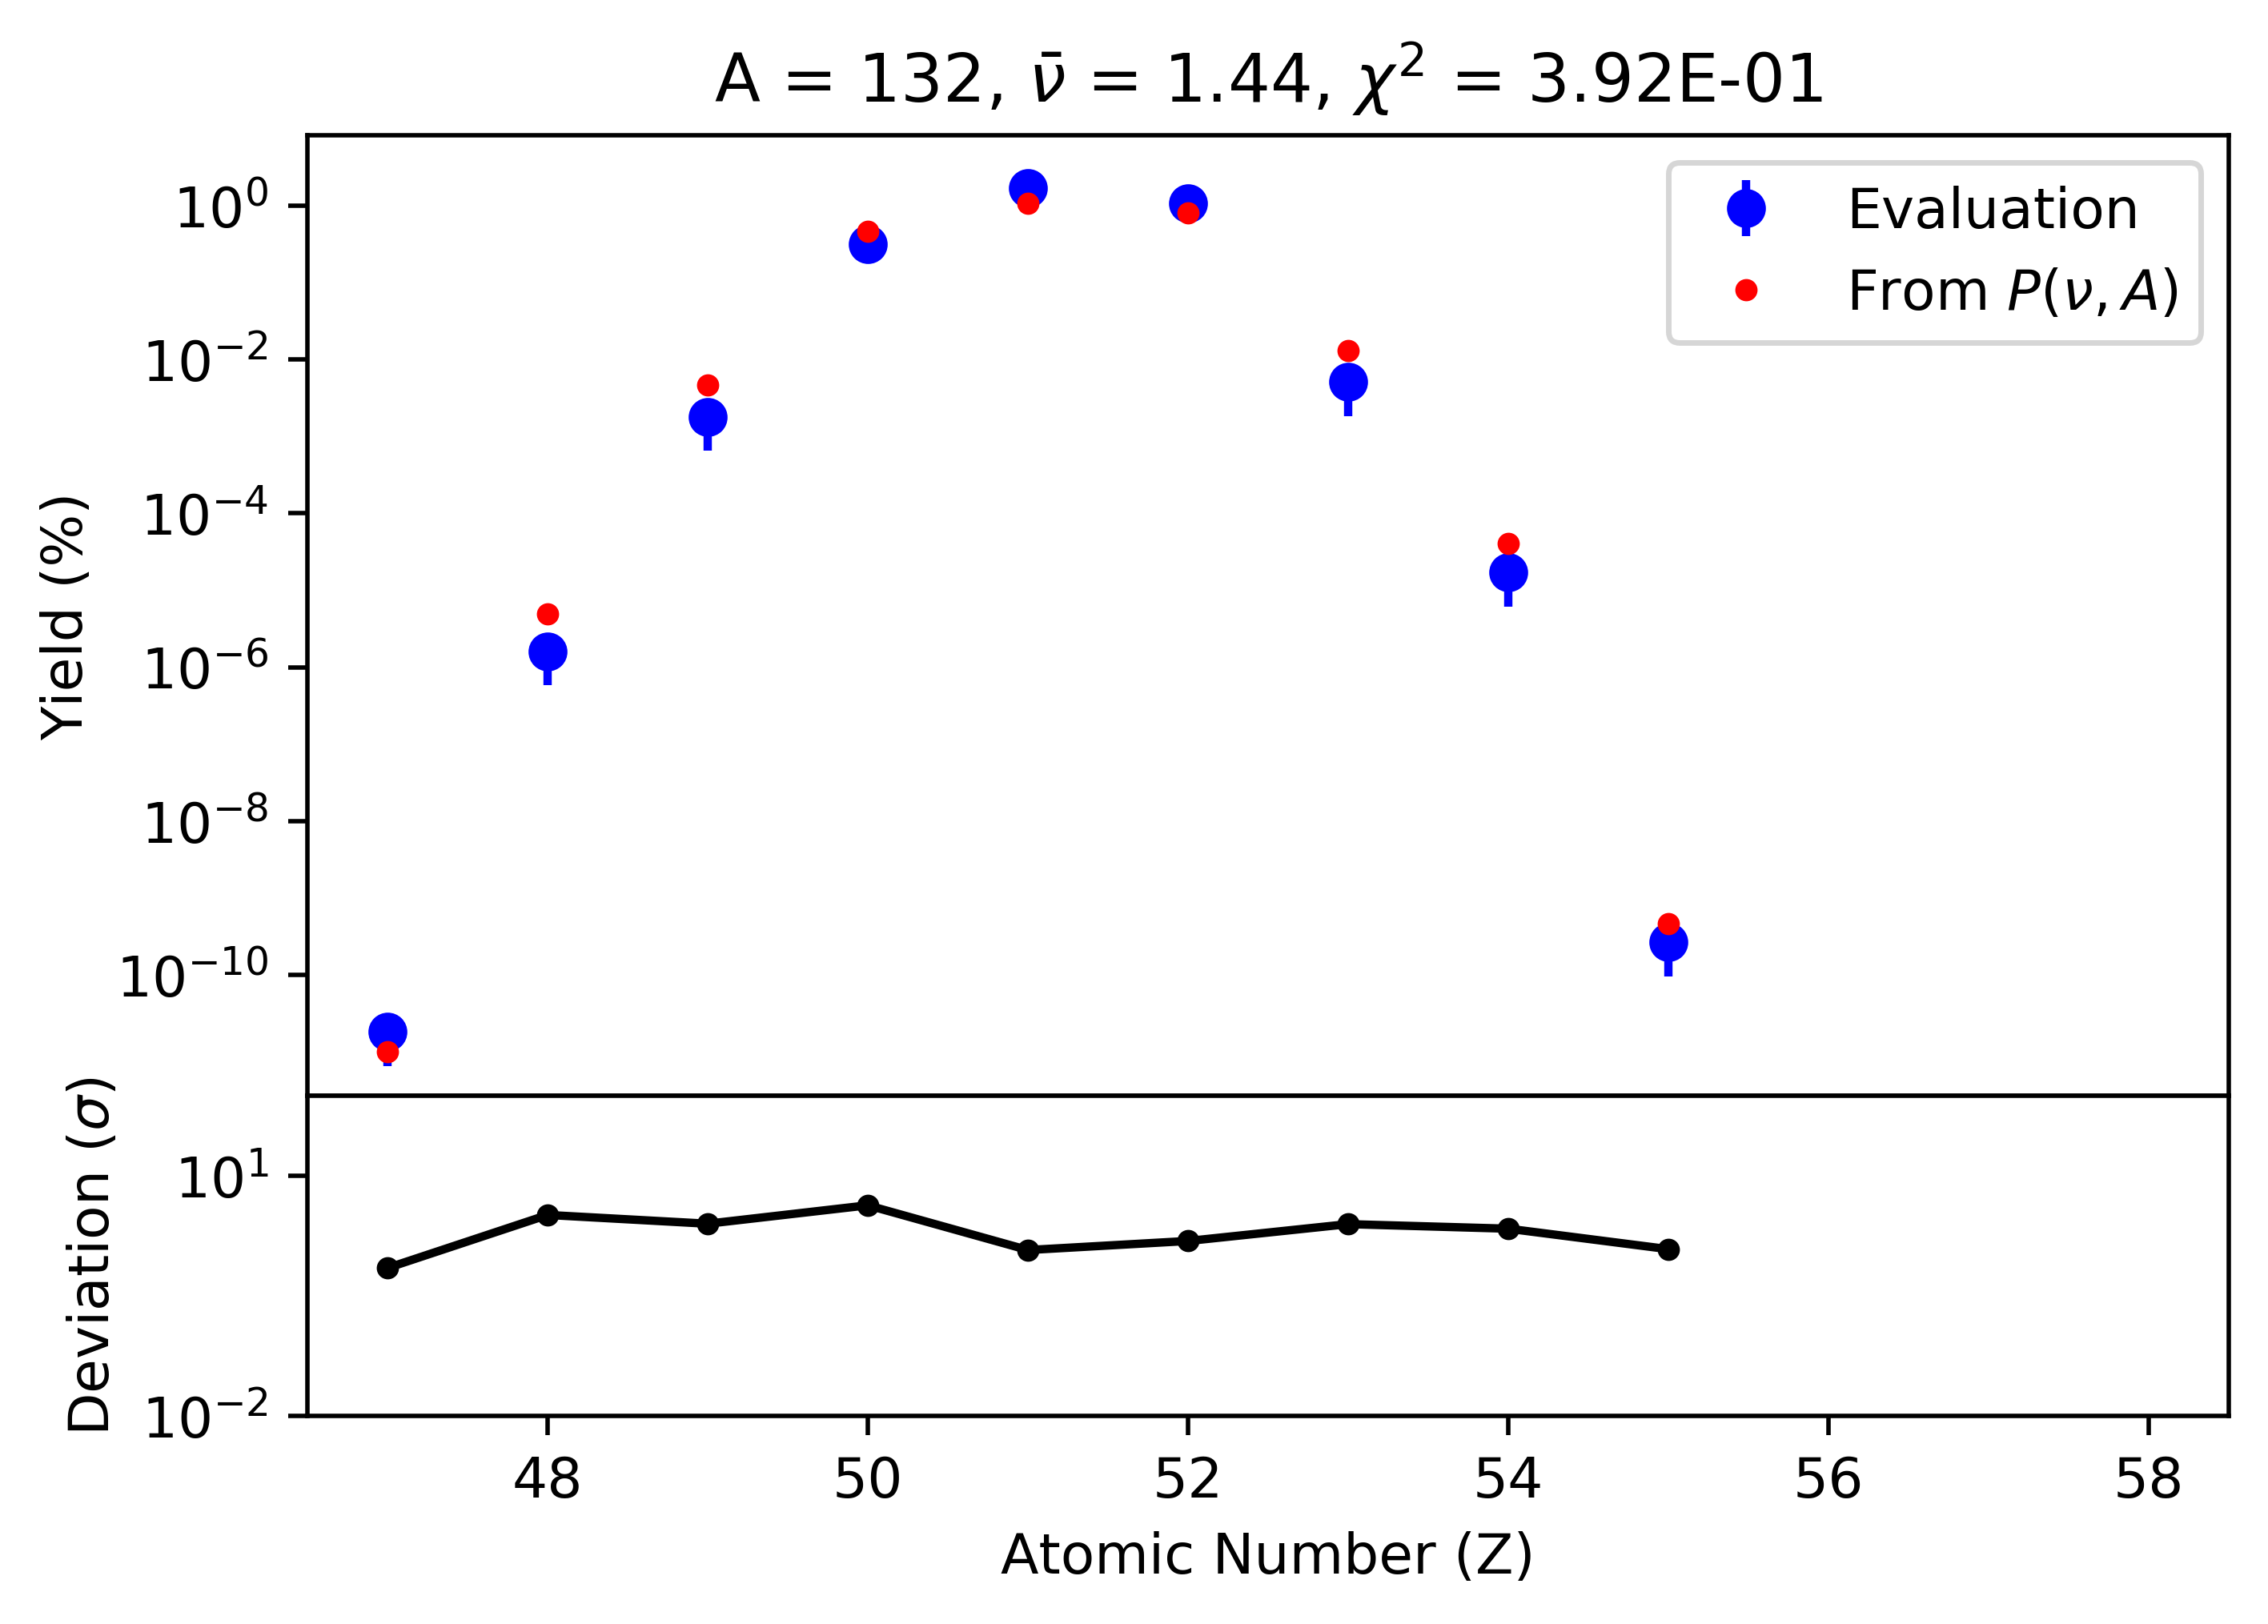 A = 132, ν̄ = 1.44, χ² = 3.92E-01
Evaluation
From P(ν, A)
Yield (%)
10⁰
10⁻²
10⁻⁴
10⁻⁶
10⁻⁸
10⁻¹⁰
Deviation (σ)
10¹
10⁻²
48 50 52 54 56 58
Atomic Number (Z)